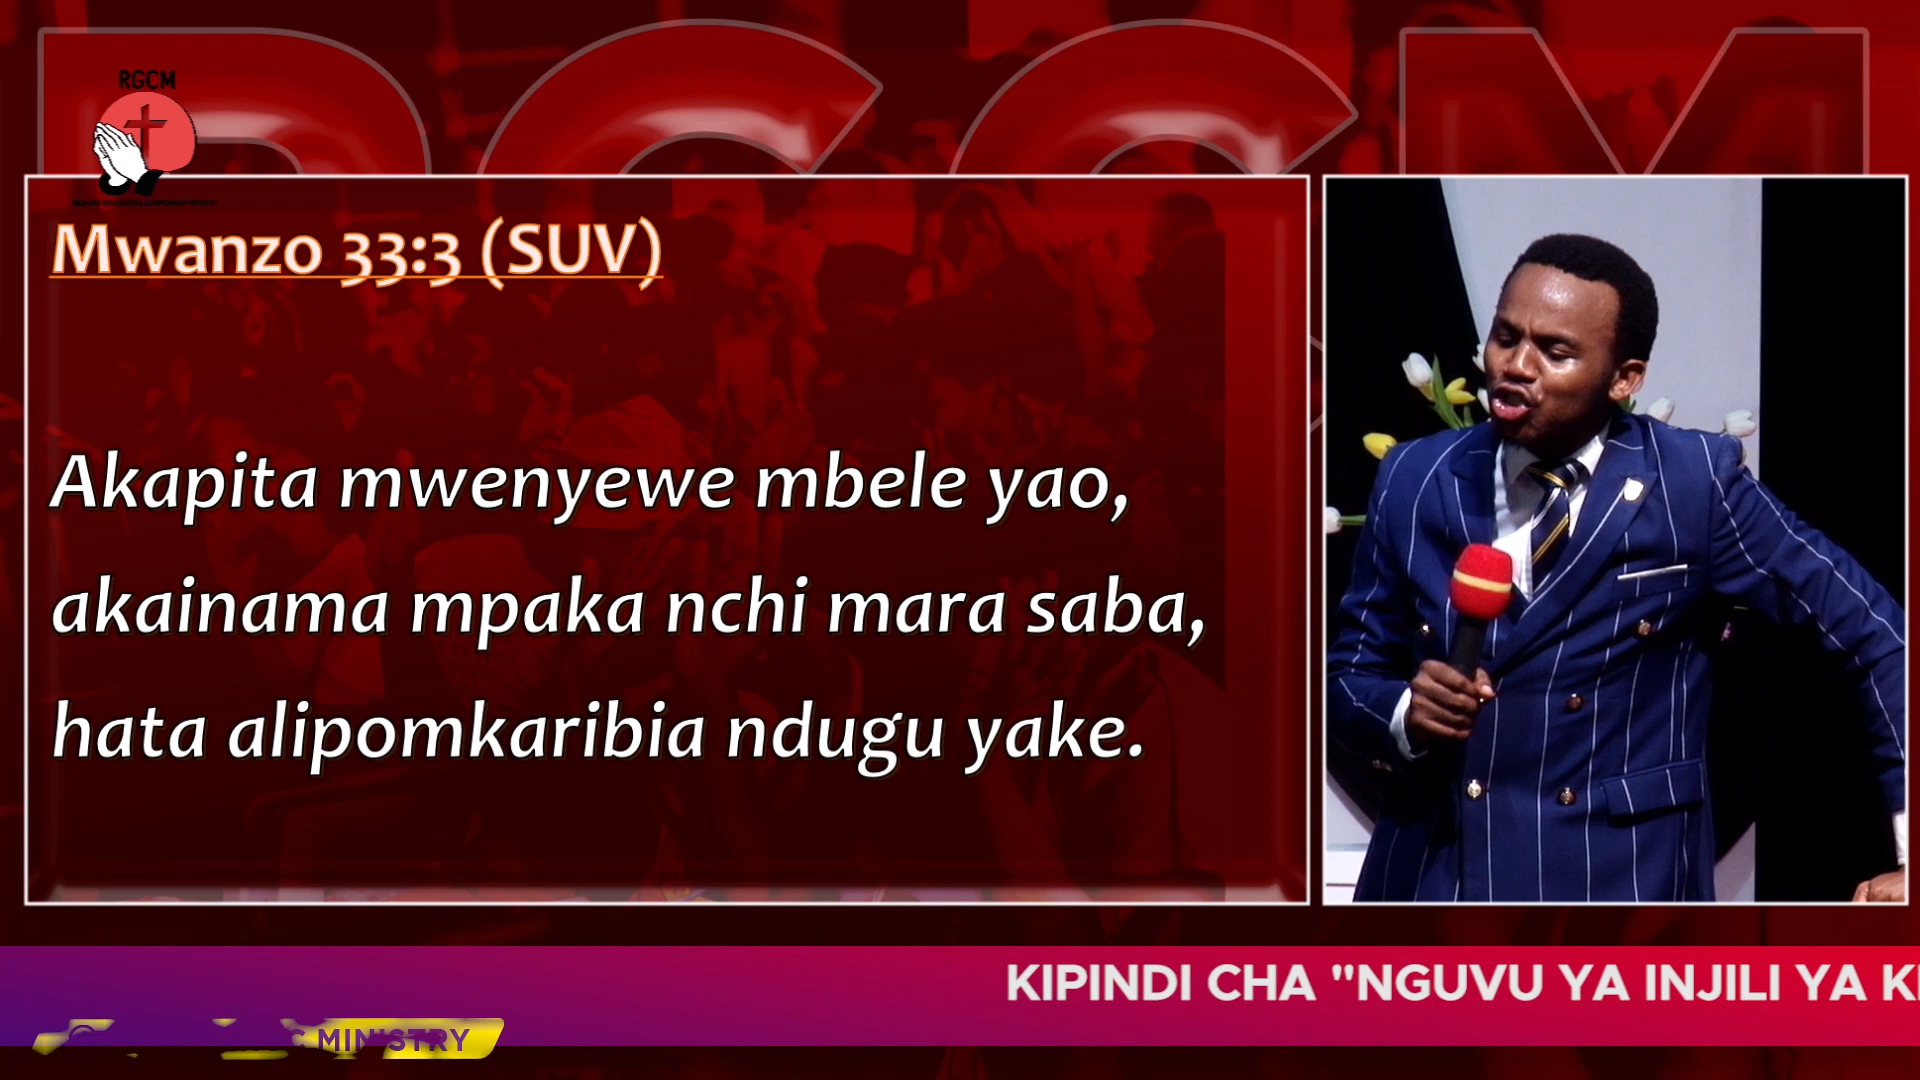 RGCM
Mwanzo 33:3 (SUV)
Akapita mwenyewe mbele yao,
akainama mpaka nchi mara saba,
hata alipomkaribia ndugu yake.
KIPINDI CHA "NGUVU YA INJILI YA
MINISTRY